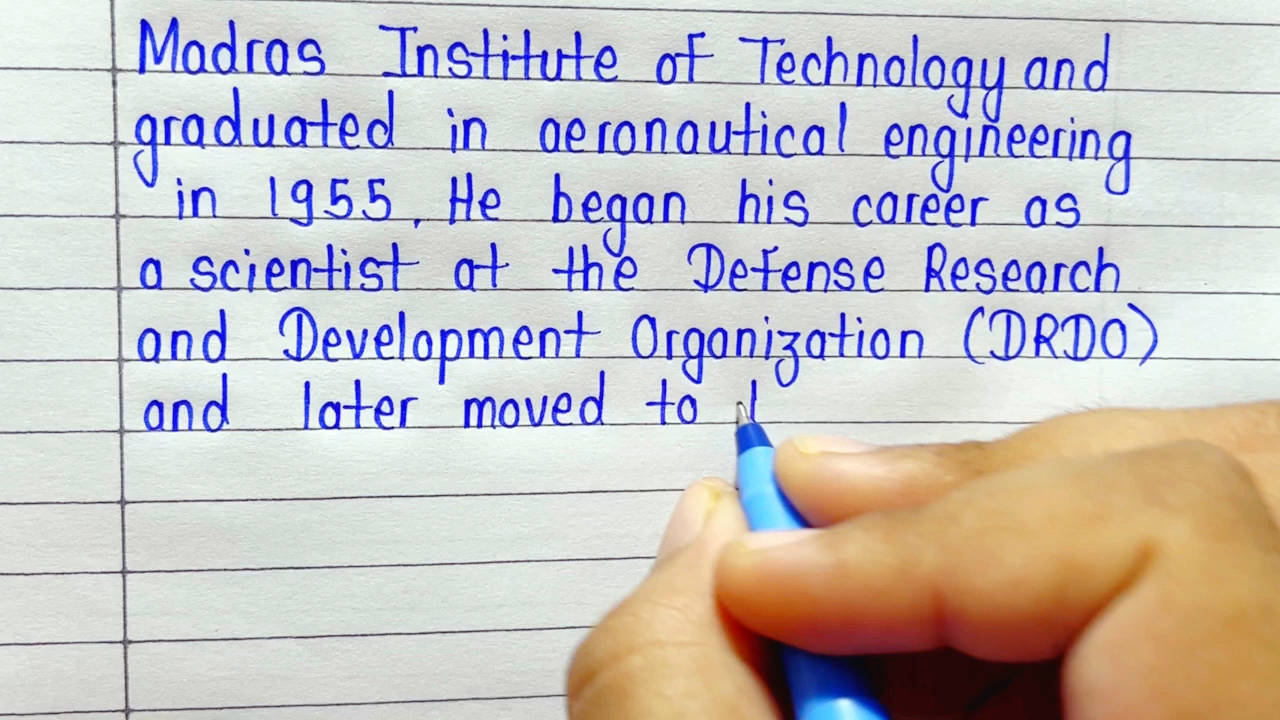 Madras Institute of Technology and
graduated in aeronautical engineering
in 1955. He began his career as
a scientist at the Defense Research
and Development Organization (DRDO)
and later moved to